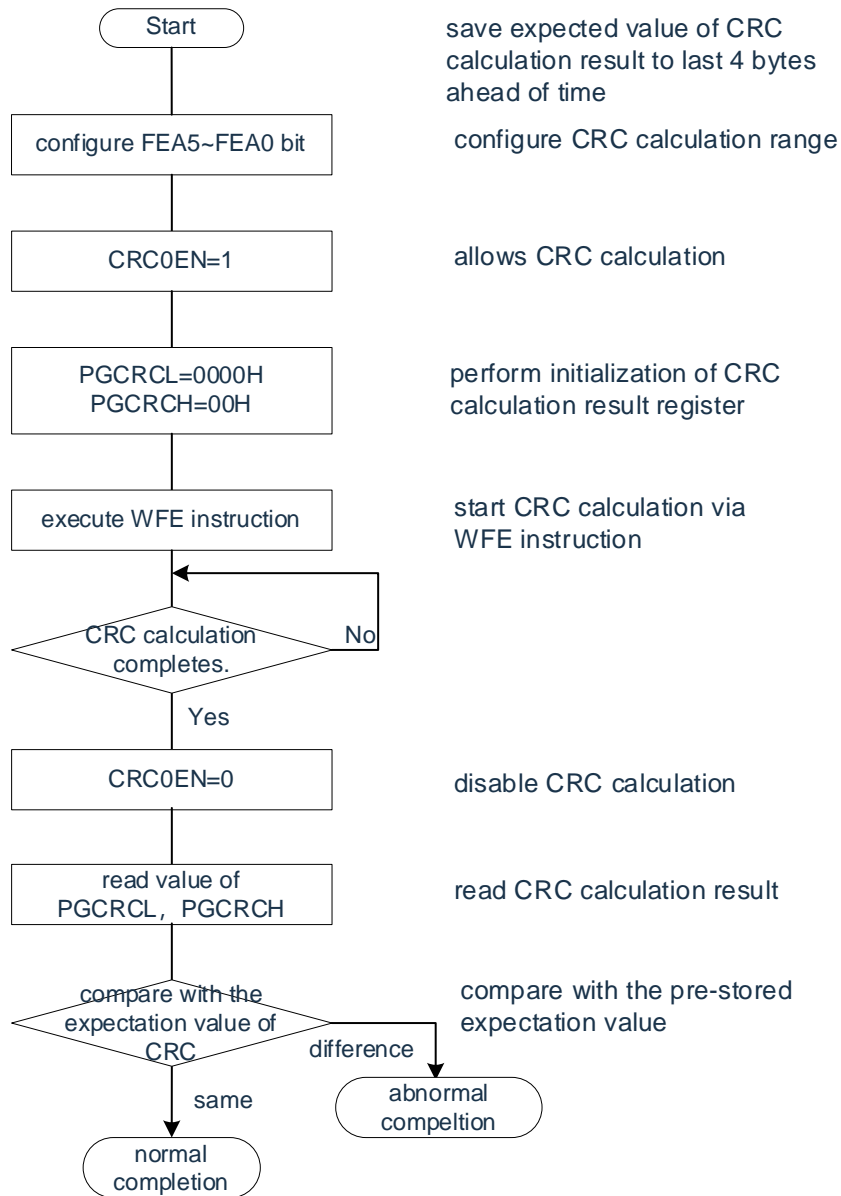 Start
save expected value of CRC
calculation result to last 4 bytes
ahead of time
configure FEA5~FEA0 bit
configure CRC calculation range
CRC0EN=1
allows CRC calculation
PGCRCL=0000H
PGCRCH=00H
perform initialization of CRC
calculation result register
execute WFE instruction
start CRC calculation via
WFE instruction
CRC calculation
completes.
No
Yes
CRC0EN=0
disable CRC calculation
read value of
PGCRCL, PGCRCH
read CRC calculation result
compare with the
expectation value of
CRC
compare with the pre-stored
expectation value
difference
same
abnormal
compeltion
normal
completion